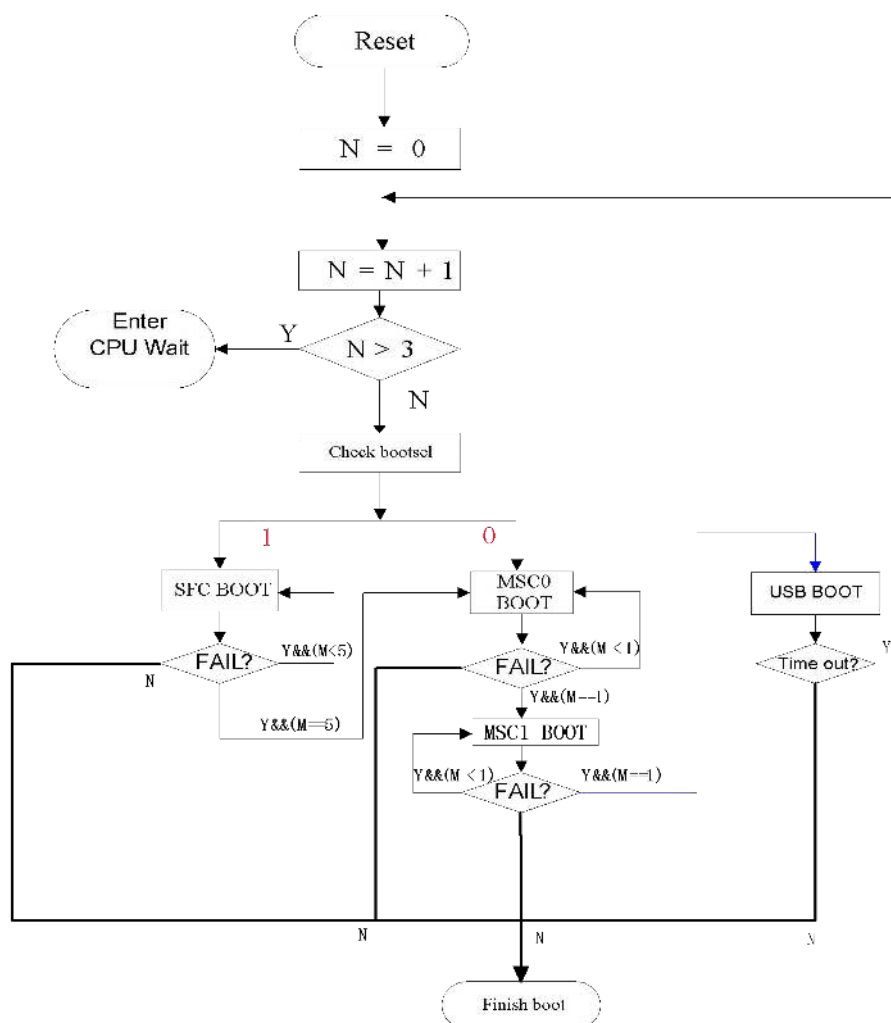 Reset
N = 0
N = N + 1
Enter
CPU Wait
Y
N > 3
N
Check bootsel
1
0
SFC BOOT
MSC0
BOOT
USB BOOT
FAIL?
Y&&(M<5)
N
FAIL?
Y&&(M < 1)
Time out?
Y
Y&&(M==5)
Y&&(M==1)
MSC1 BOOT
Y&&(M < 1)
FAIL?
Y&&(M==1)
N
N
N
Finish boot